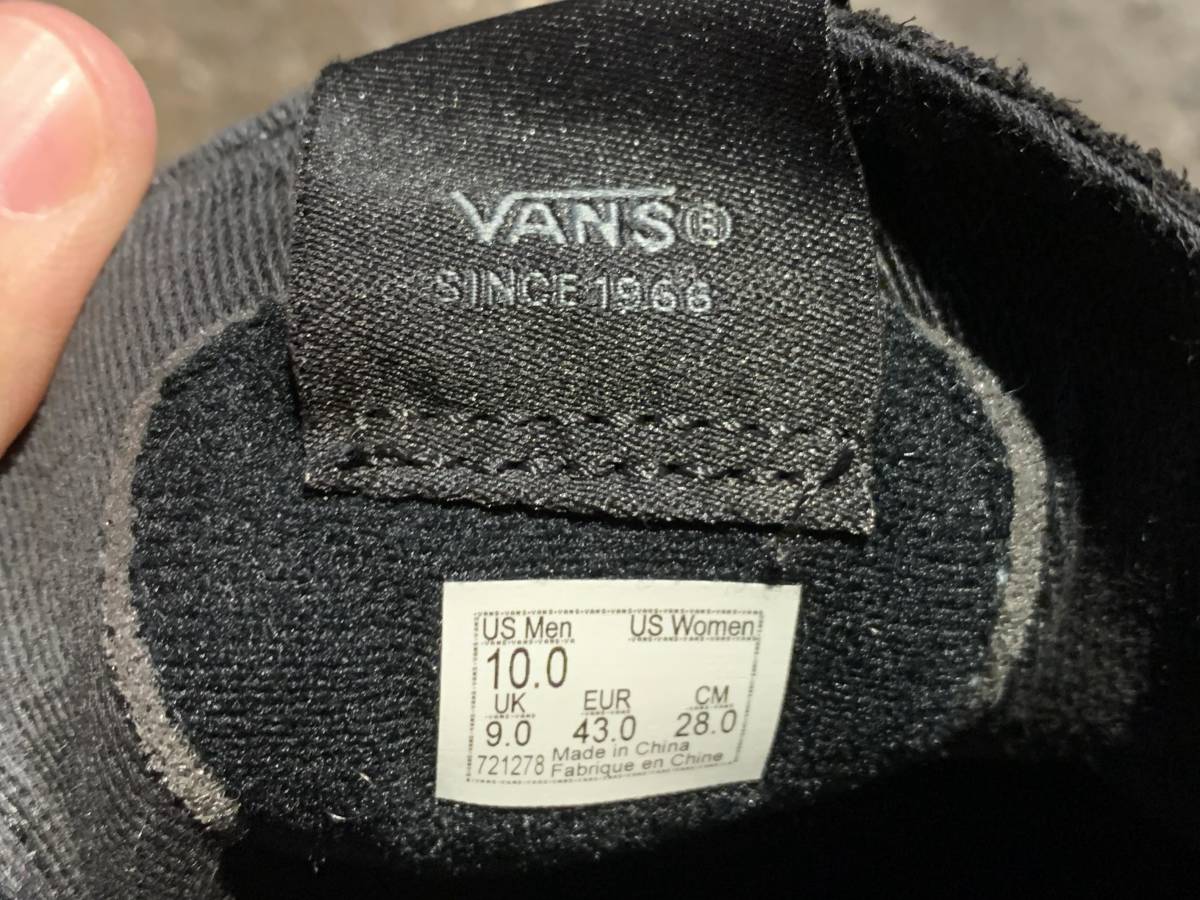 VANS®
SINCE 1966
US Men US Women
10.0
UK EUR CM
9.0 43.0 28.0
721278 Made in China
Fabrique en Chine